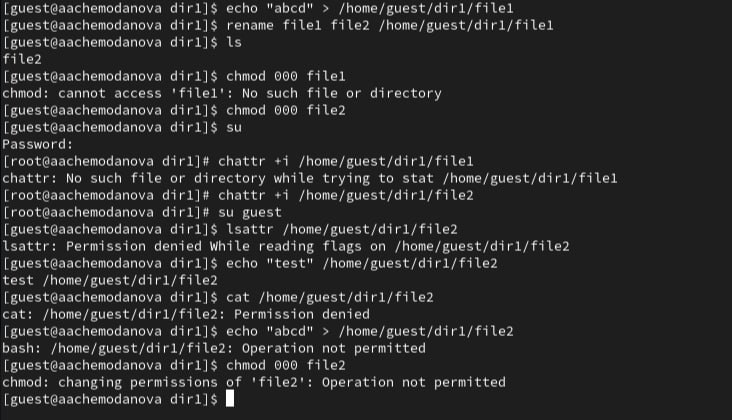 [guest@aachemodanova dir1]$ echo "abcd" > /home/guest/dir1/file1
[guest@aachemodanova dir1]$ rename file1 file2 /home/guest/dir1/file1
[guest@aachemodanova dir1]$ ls
file2
[guest@aachemodanova dir1]$ chmod 000 file1
chmod: cannot access 'file1': No such file or directory
[guest@aachemodanova dir1]$ chmod 000 file2
[guest@aachemodanova dir1]$ su
Password:
[root@aachemodanova dir1]# chattr +i /home/guest/dir1/file1
chattr: No such file or directory while trying to stat /home/guest/dir1/file1
[root@aachemodanova dir1]# chattr +i /home/guest/dir1/file2
[root@aachemodanova dir1]# su guest
[guest@aachemodanova dir1]$ lsattr /home/guest/dir1/file2
lsattr: Permission denied While reading flags on /home/guest/dir1/file2
[guest@aachemodanova dir1]$ echo "test" /home/guest/dir1/file2
test /home/guest/dir1/file2
[guest@aachemodanova dir1]$ cat /home/guest/dir1/file2
cat: /home/guest/dir1/file2: Permission denied
[guest@aachemodanova dir1]$ echo "abcd" > /home/guest/dir1/file2
bash: /home/guest/dir1/file2: Operation not permitted
[guest@aachemodanova dir1]$ chmod 000 file2
chmod: changing permissions of 'file2': Operation not permitted
[guest@aachemodanova dir1]$